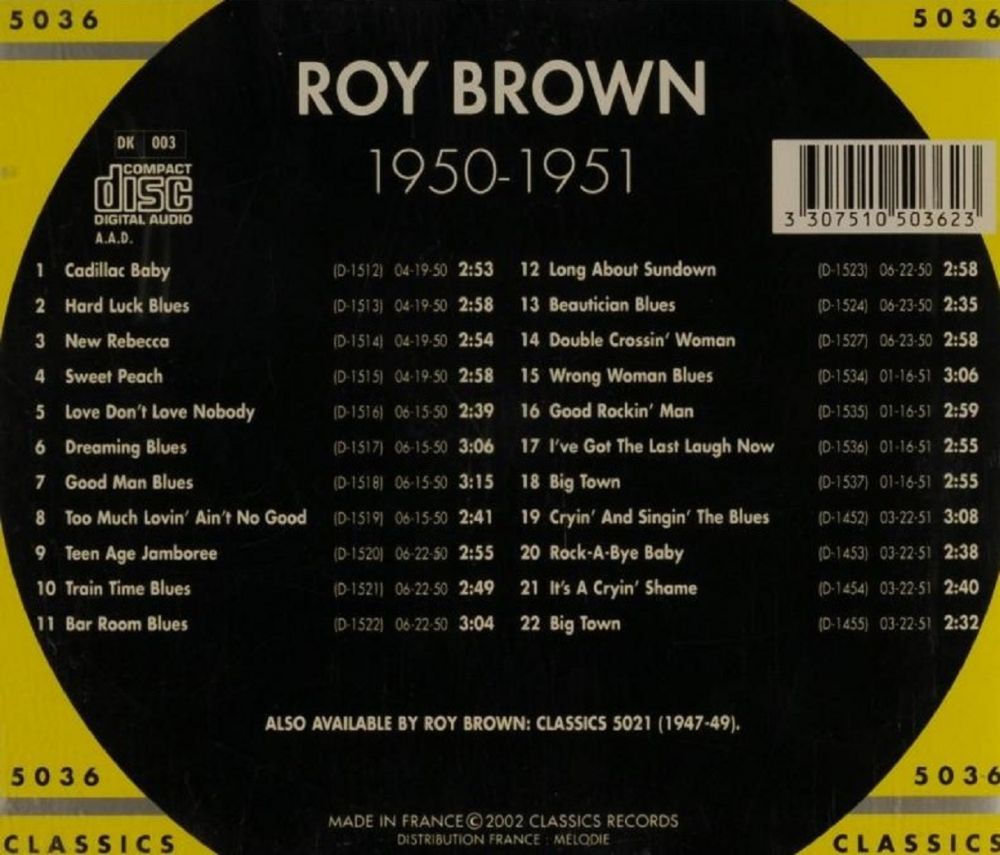 5036
5036
ROY BROWN
1950-1951
DK 003
COMPACT
disc
DIGITAL AUDIO
A.A.D.
3 307510 503623
1 Cadillac Baby (D-1512) 04-19-50 2:53
2 Hard Luck Blues (D-1513) 04-19-50 2:58
3 New Rebecca (D-1514) 04-19-50 2:54
4 Sweet Peach (D-1515) 04-19-50 2:58
5 Love Don't Love Nobody (D-1516) 06-15-50 2:39
6 Dreaming Blues (D-1517) 06-15-50 3:06
7 Good Man Blues (D-1518) 06-15-50 3:15
8 Too Much Lovin' Ain't No Good (D-1519) 06-15-50 2:41
9 Teen Age Jamboree (D-1520) 06-22-50 2:55
10 Train Time Blues (D-1521) 06-22-50 2:49
11 Bar Room Blues (D-1522) 06-22-50 3:04
12 Long About Sundown (D-1523) 06-22-50 2:58
13 Beautician Blues (D-1524) 06-23-50 2:35
14 Double Crossin' Woman (D-1527) 06-23-50 2:58
15 Wrong Woman Blues (D-1534) 01-16-51 3:06
16 Good Rockin' Man (D-1535) 01-16-51 2:59
17 I've Got The Last Laugh Now (D-1536) 01-16-51 2:55
18 Big Town (D-1537) 01-16-51 2:55
19 Cryin' And Singin' The Blues (D-1452) 03-22-51 3:08
20 Rock-A-Bye Baby (D-1453) 03-22-51 2:38
21 It's A Cryin' Shame (D-1454) 03-22-51 2:40
22 Big Town (D-1455) 03-22-51 2:32
ALSO AVAILABLE BY ROY BROWN: CLASSICS 5021 (1947-49).
5036
5036
MADE IN FRANCE © 2002 CLASSICS RECORDS
DISTRIBUTION FRANCE : MELODIE
CLASSICS
CLASSICS